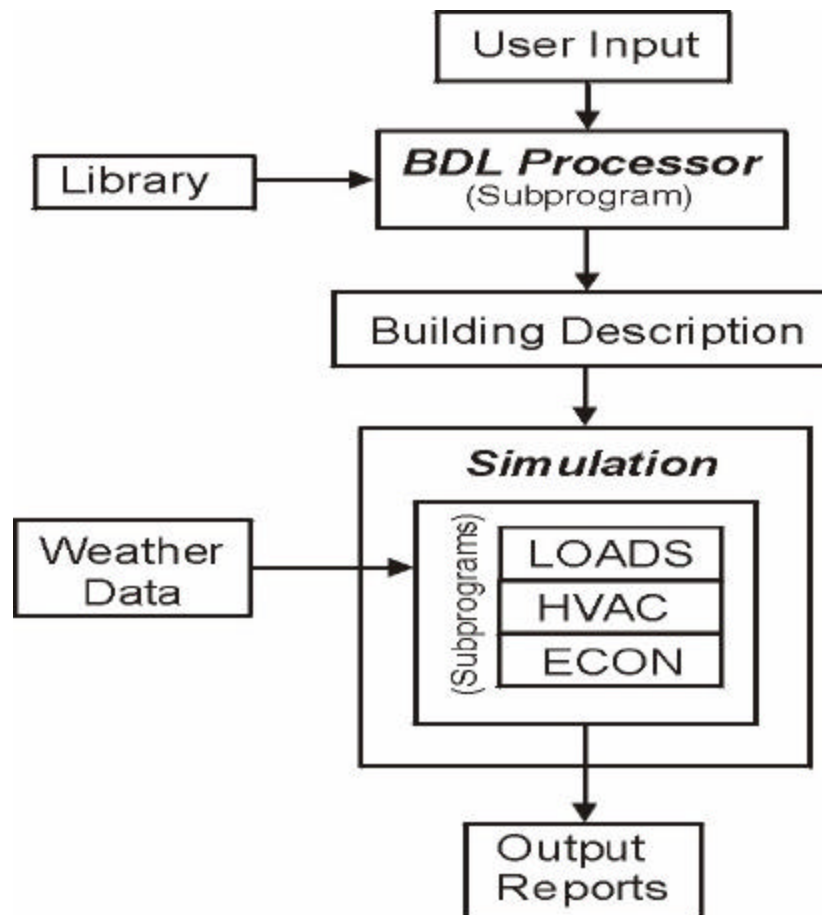 User Input
BDL Processor
(Subprogram)
Library
Building Description
Simulation
(Subprograms)
LOADS
HVAC
ECON
Weather
Data
Output
Reports